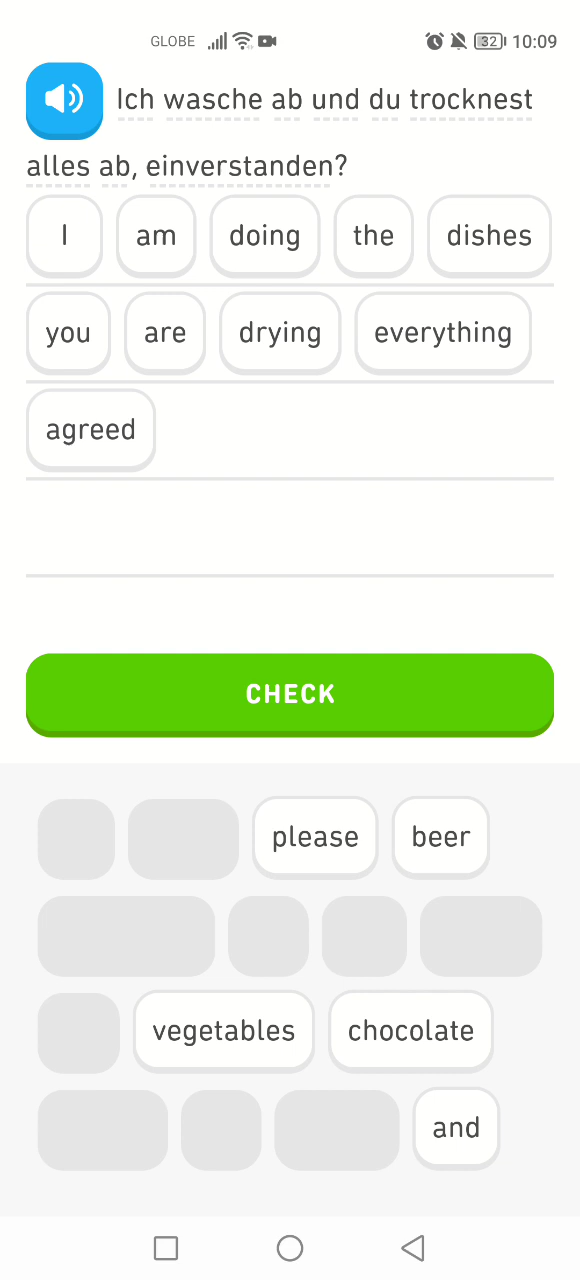 GLOBE 32 10:09
Ich wasche ab und du trocknest
alles ab, einverstanden?
I am doing the dishes
you are drying everything
agreed
CHECK
please beer
vegetables chocolate
and